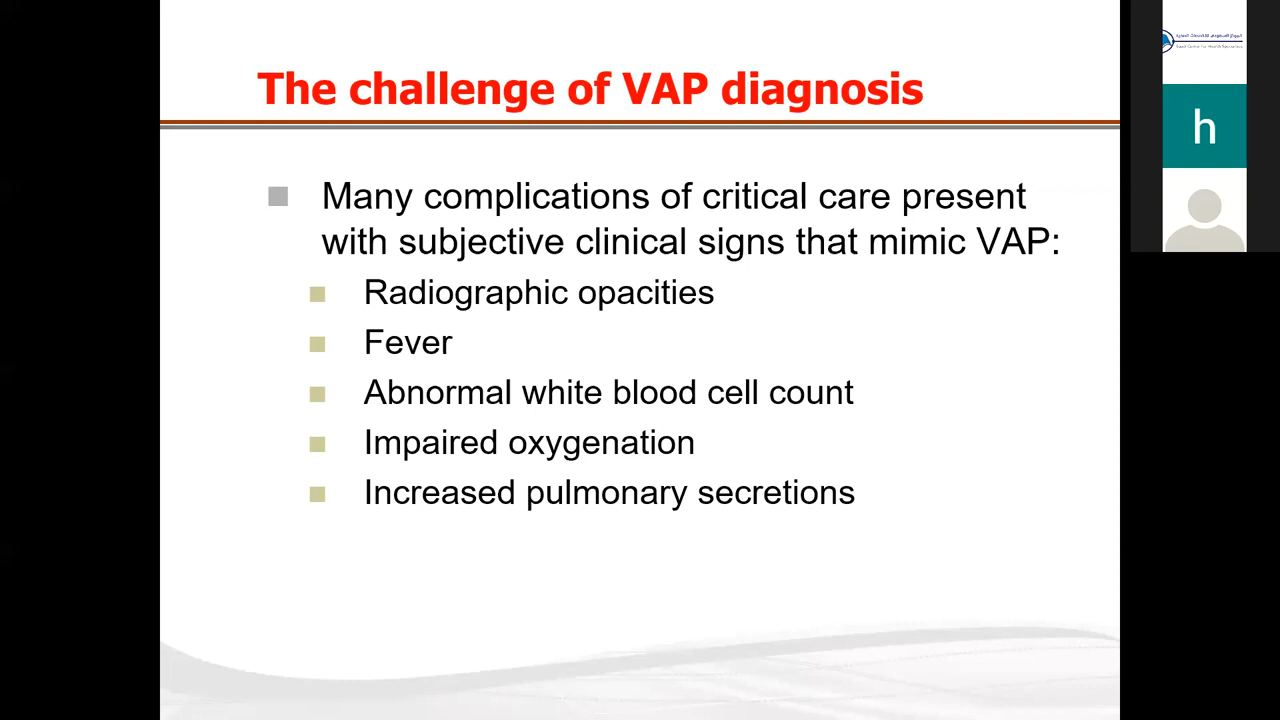 The challenge of VAP diagnosis
Many complications of critical care present
with subjective clinical signs that mimic VAP:
Radiographic opacities
Fever
Abnormal white blood cell count
Impaired oxygenation
Increased pulmonary secretions
h